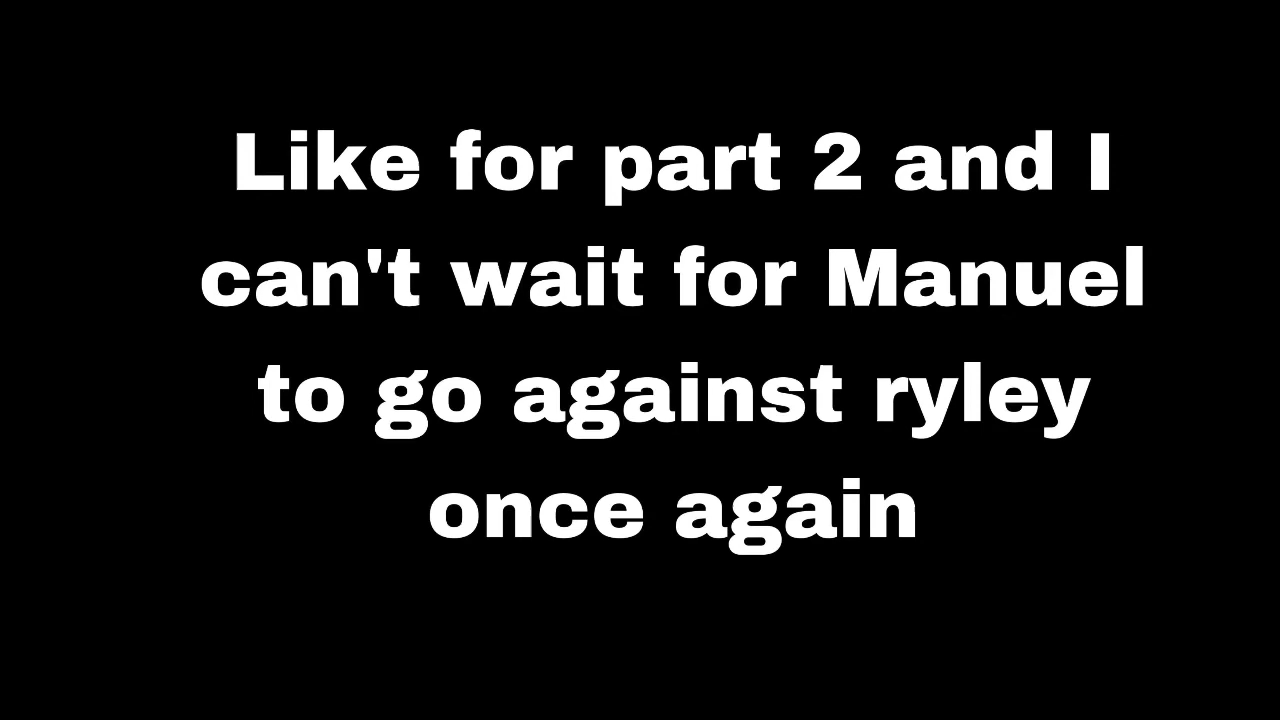 Like for part 2 and I
can't wait for Manuel
to go against ryley
once again